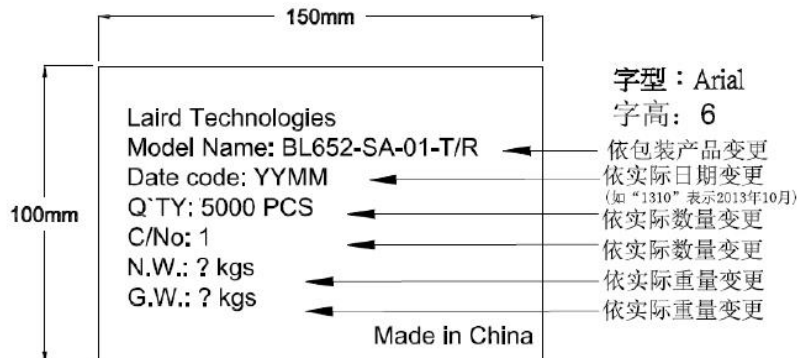 150mm
100mm
Laird Technologies
Model Name: BL652-SA-01-T/R
Date code: YYMM
Q`TY: 5000 PCS
C/No: 1
N.W.: ? kgs
G.W.: ? kgs
Made in China
字型：Arial
字高：6
依包装产品变更
依实际日期变更
(如“1310”表示2013年10月)
依实际数量变更
依实际数量变更
依实际重量变更
依实际重量变更